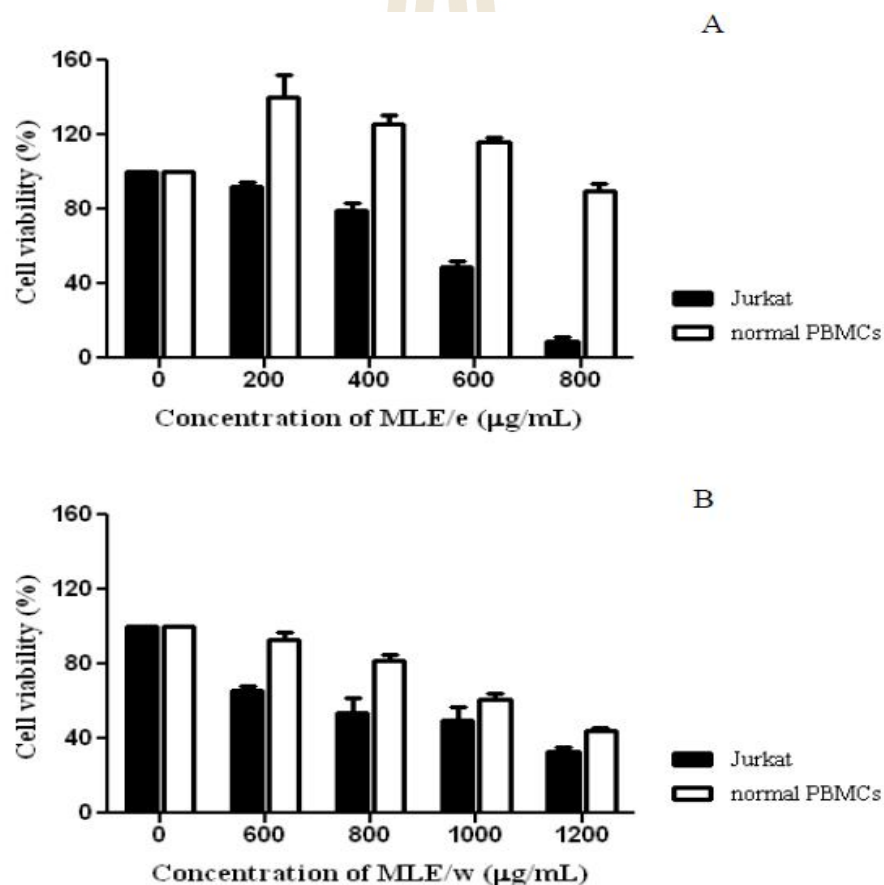 A
160
120
80
40
0
Cell viability (%)
0 200 400 600 800
Concentration of MLE/e (µg/mL)
Jurkat
normal PBMCs
B
160
120
80
40
0
Cell viability (%)
0 600 800 1000 1200
Concentration of MLE/w (µg/mL)
Jurkat
normal PBMCs